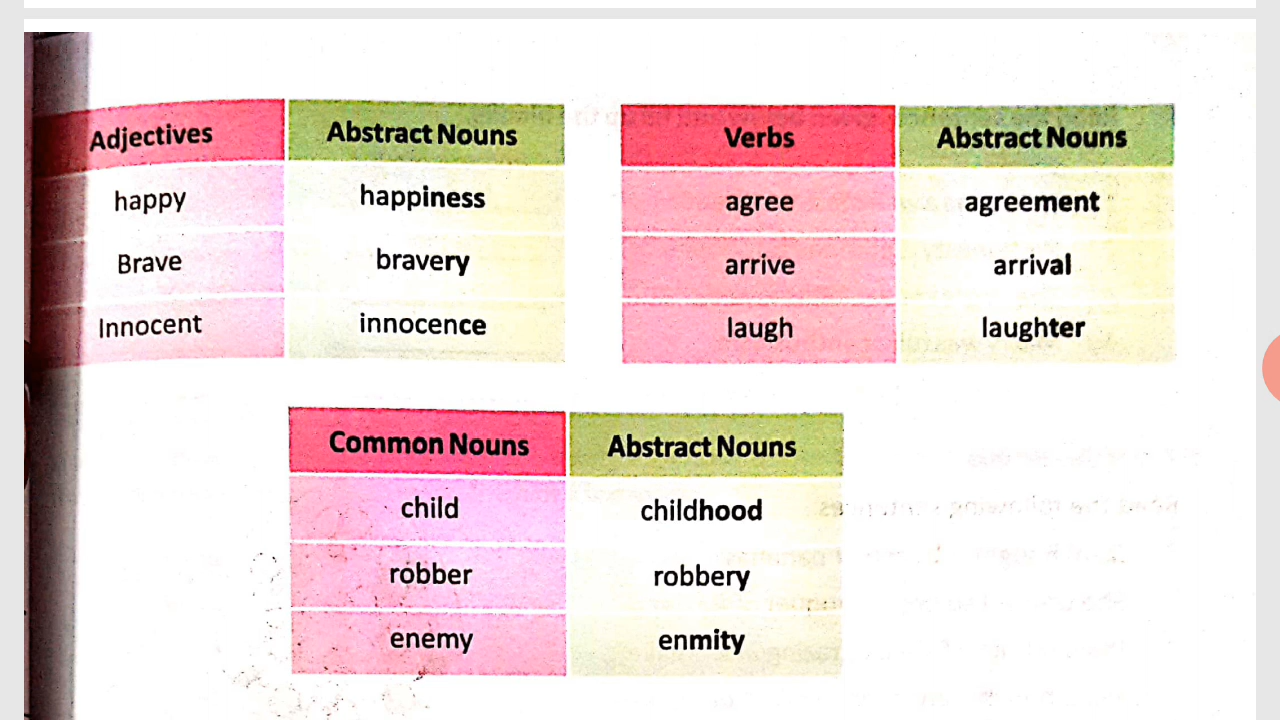 Adjectives Abstract Nouns
happy happiness
Brave bravery
Innocent innocence
Verbs Abstract Nouns
agree agreement
arrive arrival
laugh laughter
Common Nouns Abstract Nouns
child childhood
robber robbery
enemy enmity